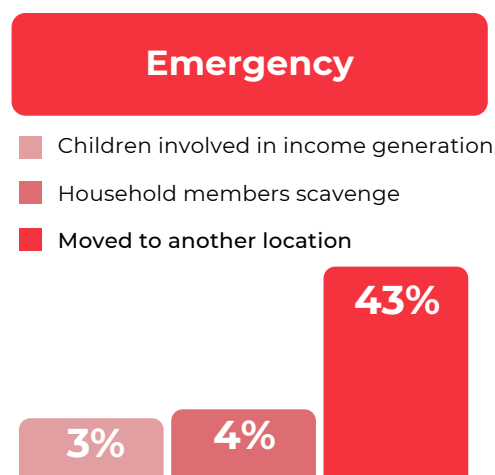 Emergency
Children involved in income generation
Household members scavenge
Moved to another location
43%
3%
4%